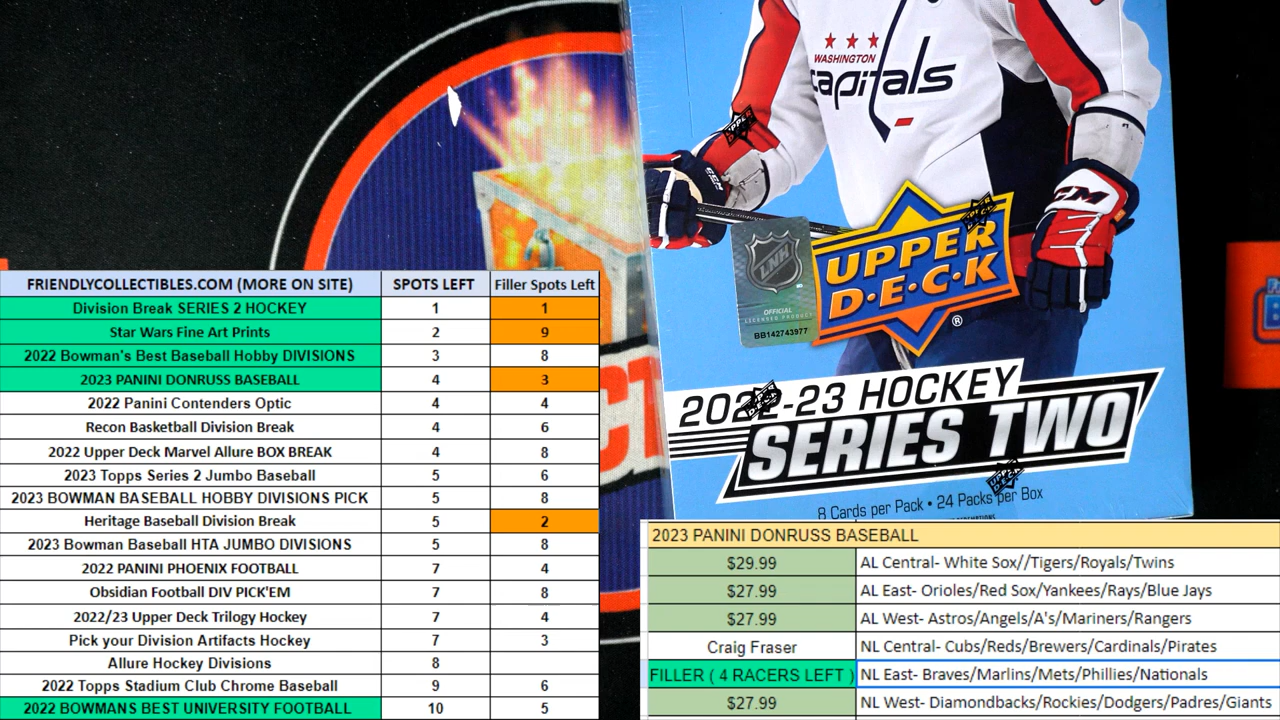 WASHINGTON
capitals
CCM
CCM
NHL LNH
OFFICIAL
LICENSED PRODUCT
BB142743977
UPPER
D·E·C·K
®
2022-23 HOCKEY
SERIES TWO
8 Cards per Pack • 24 Packs per Box
FRIENDLYCOLLECTIBLES.COM (MORE ON SITE) SPOTS LEFT Filler Spots Left
Division Break SERIES 2 HOCKEY 1 1
Star Wars Fine Art Prints 2 9
2022 Bowman's Best Baseball Hobby DIVISIONS 3 8
2023 PANINI DONRUSS BASEBALL 4 3
2022 Panini Contenders Optic 4 4
Recon Basketball Division Break 4 6
2022 Upper Deck Marvel Allure BOX BREAK 4 8
2023 Topps Series 2 Jumbo Baseball 5 6
2023 BOWMAN BASEBALL HOBBY DIVISIONS PICK 5 8
Heritage Baseball Division Break 5 2
2023 Bowman Baseball HTA JUMBO DIVISIONS 5 8
2022 PANINI PHOENIX FOOTBALL 7 4
Obsidian Football DIV PICK'EM 7 8
2022/23 Upper Deck Trilogy Hockey 7 4
Pick your Division Artifacts Hockey 7 3
Allure Hockey Divisions 8
2022 Topps Stadium Club Chrome Baseball 9 6
2022 BOWMANS BEST UNIVERSITY FOOTBALL 10 5
2023 PANINI DONRUSS BASEBALL
$29.99 AL Central- White Sox//Tigers/Royals/Twins
$27.99 AL East- Orioles/Red Sox/Yankees/Rays/Blue Jays
$27.99 AL West- Astros/Angels/A's/Mariners/Rangers
Craig Fraser NL Central- Cubs/Reds/Brewers/Cardinals/Pirates
FILLER ( 4 RACERS LEFT ) NL East- Braves/Marlins/Mets/Phillies/Nationals
$27.99 NL West- Diamondbacks/Rockies/Dodgers/Padres/Giants